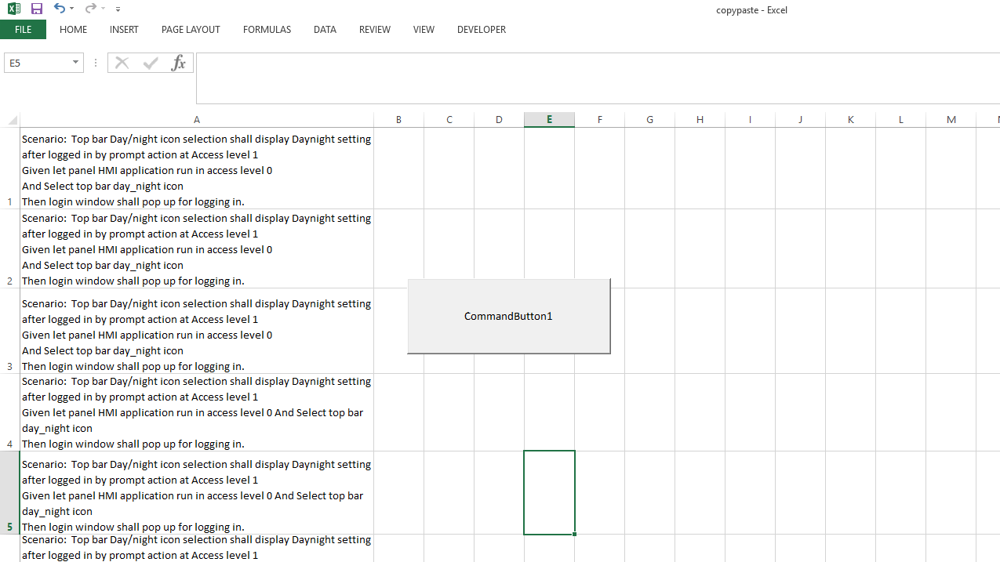 copypaste - Excel
FILE HOME INSERT PAGE LAYOUT FORMULAS DATA REVIEW VIEW DEVELOPER
E5 fx
A B C D E F G H I J K L M
Scenario:  Top bar Day/night icon selection shall display Daynight setting
after logged in by prompt action at Access level 1
Given let panel HMI application run in access level 0
And Select top bar day_night icon
1 Then login window shall pop up for logging in.
Scenario:  Top bar Day/night icon selection shall display Daynight setting
after logged in by prompt action at Access level 1
Given let panel HMI application run in access level 0
And Select top bar day_night icon
2 Then login window shall pop up for logging in.
Scenario:  Top bar Day/night icon selection shall display Daynight setting
CommandButton1
after logged in by prompt action at Access level 1
Given let panel HMI application run in access level 0
And Select top bar day_night icon
3 Then login window shall pop up for logging in.
Scenario:  Top bar Day/night icon selection shall display Daynight setting
after logged in by prompt action at Access level 1
Given let panel HMI application run in access level 0 And Select top bar
day_night icon
4 Then login window shall pop up for logging in.
Scenario:  Top bar Day/night icon selection shall display Daynight setting
after logged in by prompt action at Access level 1
Given let panel HMI application run in access level 0 And Select top bar
day_night icon
5 Then login window shall pop up for logging in.
Scenario:  Top bar Day/night icon selection shall display Daynight setting
after logged in by prompt action at Access level 1